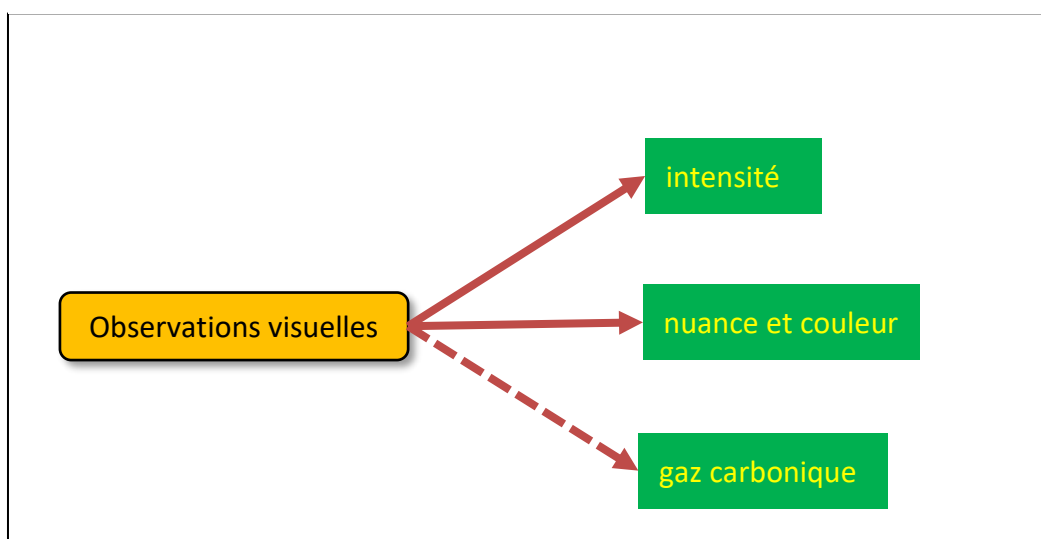 intensité
Observations visuelles
nuance et couleur
gaz carbonique